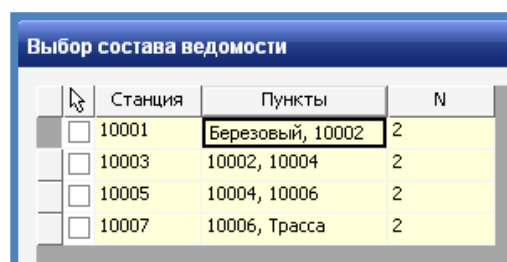 Выбор состава ведомости
Станция Пункты N
10001 Березовый, 10002 2
10003 10002, 10004 2
10005 10004, 10006 2
10007 10006, Трасса 2